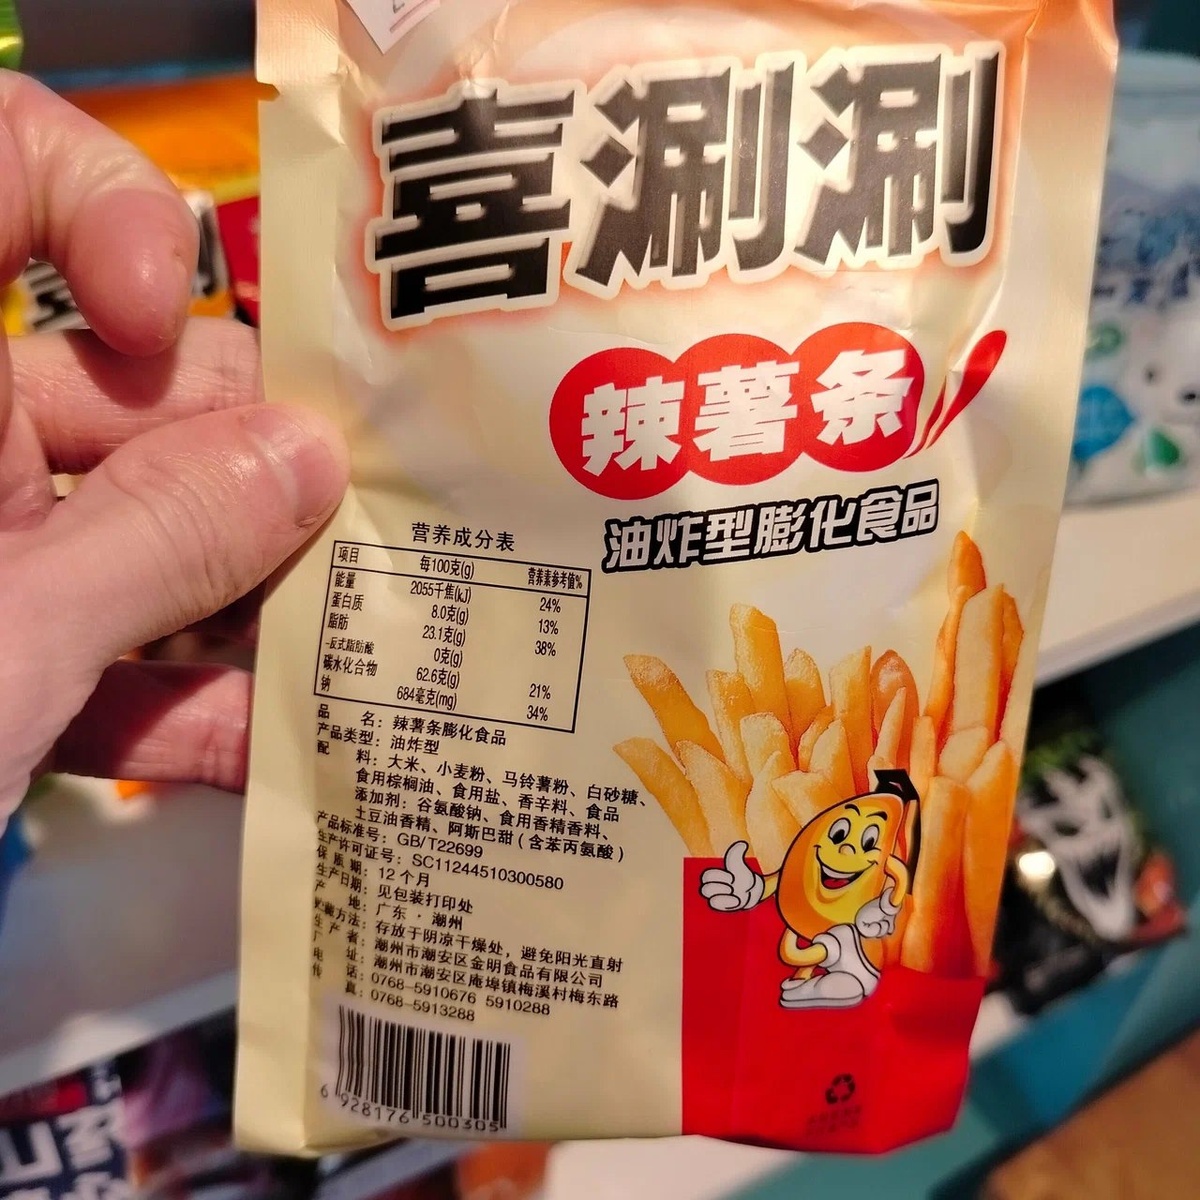 喜涮涮
辣薯条
油炸型膨化食品
营养成分表
项目 每100克(g) 营养素参考值%
能量 2055千焦(kJ) 24%
蛋白质 8.0克(g) 13%
脂肪 23.1克(g) 38%
-反式脂肪酸 0克(g)
碳水化合物 62.6克(g) 21%
钠 684毫克(mg) 34%
品 名：辣薯条膨化食品
产品类型：油炸型
配 料：大米、小麦粉、马铃薯粉、白砂糖、
食用棕榈油、食用盐、香辛料、食品
添加剂：谷氨酸钠、食用香精香料、
土豆油香精、阿斯巴甜(含苯丙氨酸)
产品标准号：GB/T22699
生产许可证号：SC11244510300580
保 质 期：12个月
生产日期：见包装打印处
产 地：广东·潮州
贮藏方法：存放于阴凉干燥处，避免阳光直射
生 产 者：潮州市潮安区金明食品有限公司
厂 址：潮州市潮安区庵埠镇梅溪村梅东路
电 话：0768-5910676 5910288
传 真：0768-5913288
6 928176 500305